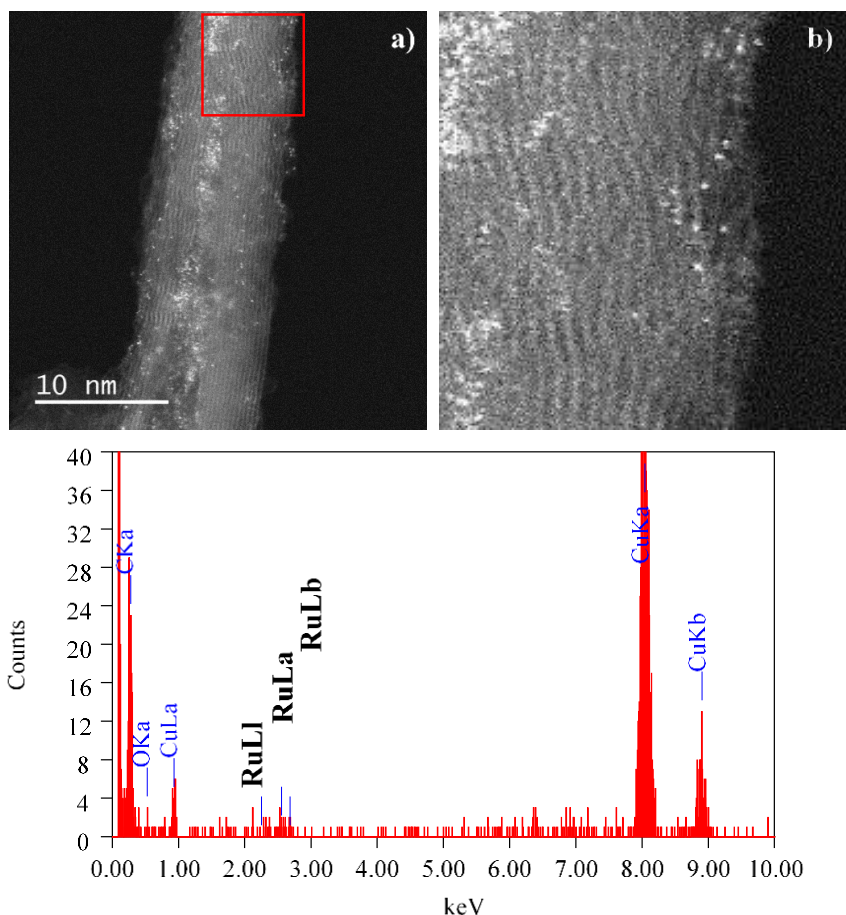 a)
b)
10 nm
40
36
32
28
24
20
16
12
8
4
0
Counts
CKa
OKa
CuLa
RuLl
RuLa
RuLb
CuKa
CuKb
0.00 1.00 2.00 3.00 4.00 5.00 6.00 7.00 8.00 9.00 10.00
keV